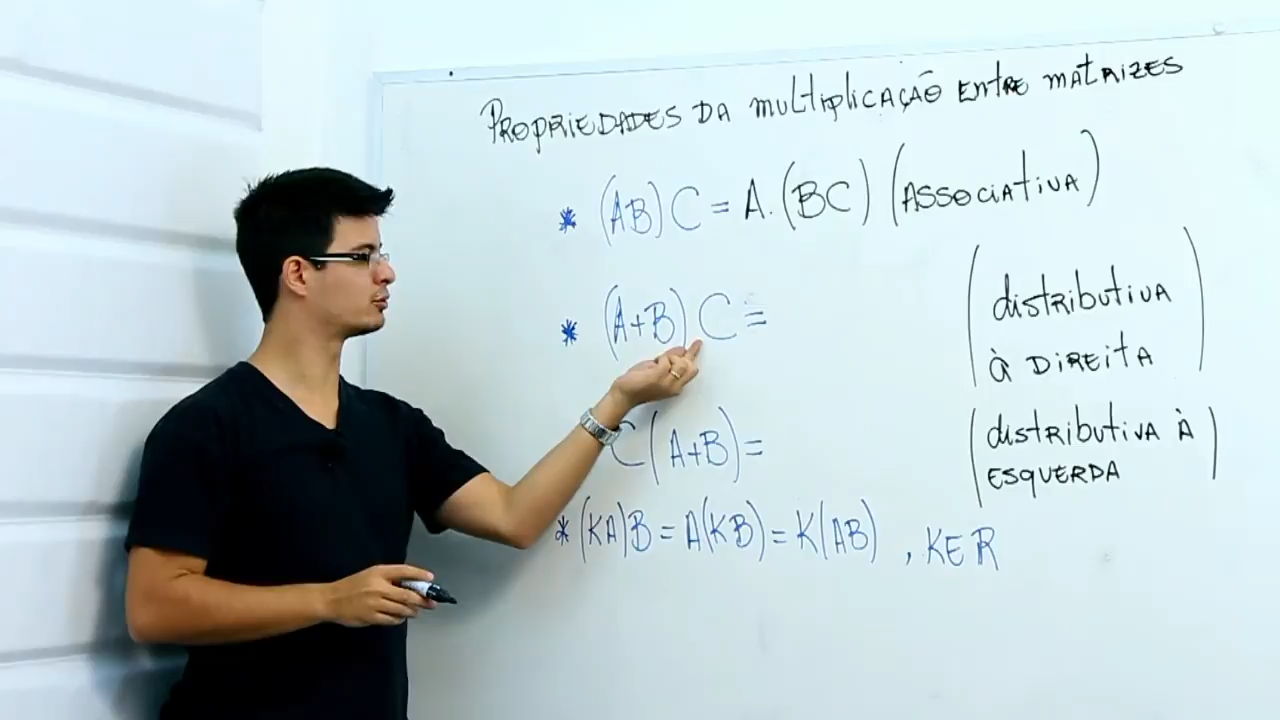 PROPRIEDADES DA MULTIPLICAÇÃO ENTRE MATRIZES
* (AB)C = A.(BC) (ASSOCIATIVA)
* (A+B)C = (distributiva
à DIREITA)
C(A+B) = (distributiva À
ESQUERDA)
* (KA)B = A(KB) = K(AB) , K∈R